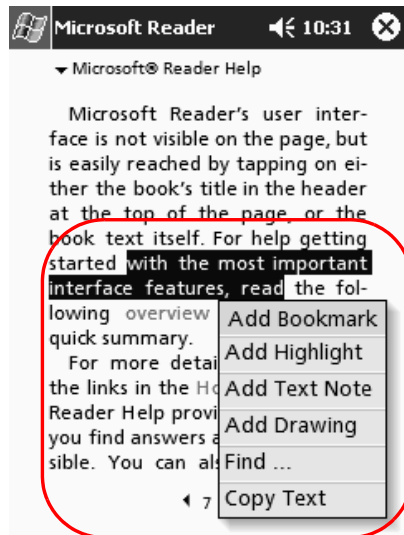 Microsoft Reader 10:31
Microsoft® Reader Help
Microsoft Reader's user inter-
face is not visible on the page, but
is easily reached by tapping on ei-
ther the book's title in the header
at the top of the page, or the
book text itself. For help getting
started with the most important
interface features, read the fol-
lowing overview
quick summary.
For more detai
the links in the Ho
Reader Help provi
you find answers a
sible. You can als
7
Add Bookmark
Add Highlight
Add Text Note
Add Drawing
Find ...
Copy Text